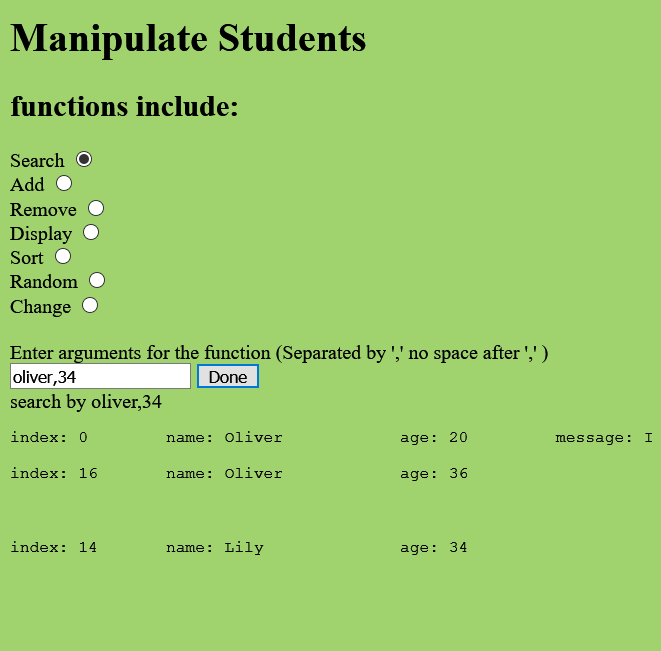 Manipulate Students
functions include:
Search
Add
Remove
Display
Sort
Random
Change
Enter arguments for the function (Separated by ',' no space after ',' )
oliver,34 Done
search by oliver,34
index: 0 name: Oliver age: 20 message: I
index: 16 name: Oliver age: 36
index: 14 name: Lily age: 34